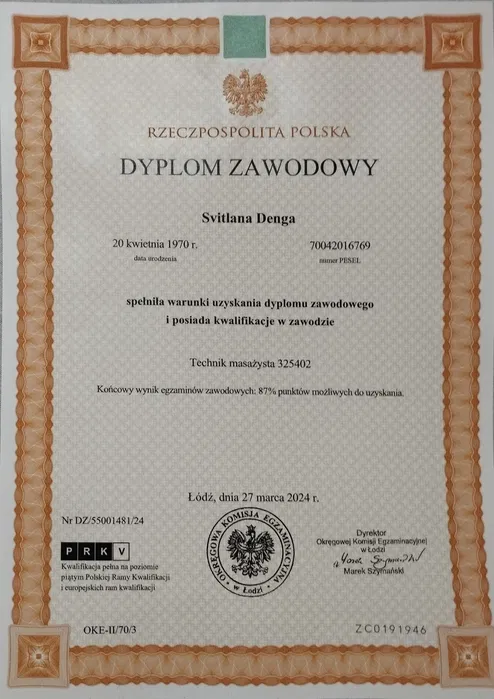 RZECZPOSPOLITA POLSKA
DYPLOM ZAWODOWY
Svitlana Denga
20 kwietnia 1970 r. 70042016769
data urodzenia numer PESEL
spełniła warunki uzyskania dyplomu zawodowego
i posiada kwalifikacje w zawodzie
Technik masażysta 325402
Końcowy wynik egzaminów zawodowych: 87% punktów możliwych do uzyskania.
Łódź, dnia 27 marca 2024 r.
Nr DZ/55001481/24
OKRĘGOWA KOMISJA EGZAMINACYJNA
w Łodzi
PRKV
Kwalifikacja pełna na poziomie
piątym Polskiej Ramy Kwalifikacji
i europejskich ram kwalifikacji
Dyrektor
Okręgowej Komisji Egzaminacyjnej
w Łodzi
Marek Szymański
Marek Szymański
OKE-II/70/3 ZC0191946